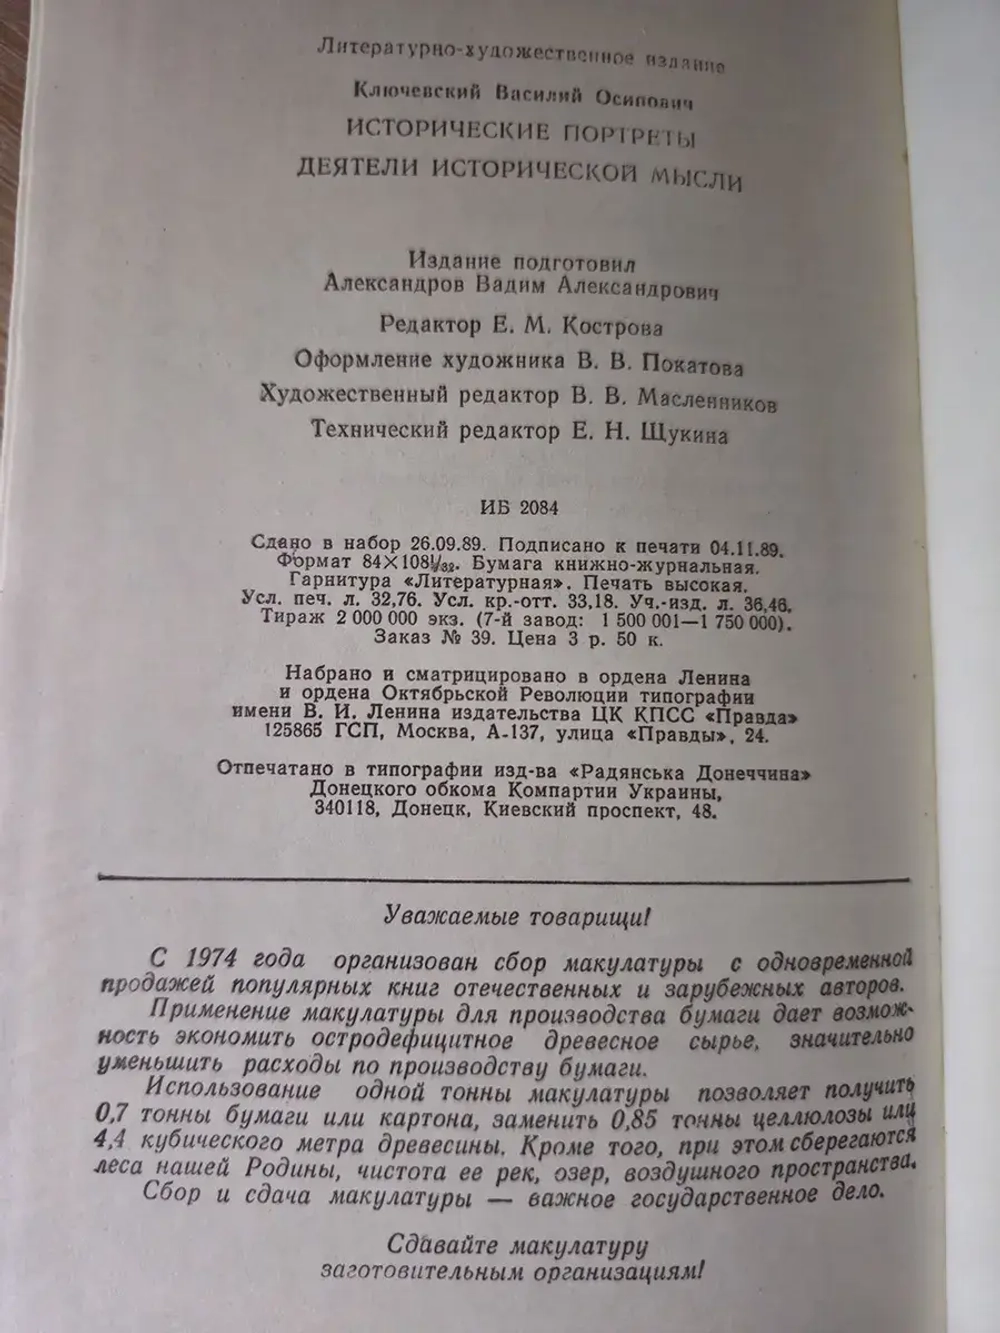 Литературно-художественное издание
Ключевский Василий Осипович
ИСТОРИЧЕСКИЕ ПОРТРЕТЫ
ДЕЯТЕЛИ ИСТОРИЧЕСКОЙ МЫСЛИ
Издание подготовил
Александров Вадим Александрович
Редактор Е. М. Кострова
Оформление художника В. В. Покатова
Художественный редактор В. В. Масленников
Технический редактор Е. Н. Щукина
ИБ 2084
Сдано в набор 26.09.89. Подписано к печати 04.11.89.
Формат 84×108¹/₃₂. Бумага книжно-журнальная.
Гарнитура «Литературная». Печать высокая.
Усл. печ. л. 32,76. Усл. кр.-отт. 33,18. Уч.-изд. л. 36,46.
Тираж 2 000 000 экз. (7-й завод: 1 500 001—1 750 000).
Заказ № 39. Цена 3 р. 50 к.
Набрано и сматрицировано в ордена Ленина
и ордена Октябрьской Революции типографии
имени В. И. Ленина издательства ЦК КПСС «Правда»
125865 ГСП, Москва, А-137, улица «Правды», 24.
Отпечатано в типографии изд-ва «Радянська Донеччина»
Донецкого обкома Компартии Украины,
340118, Донецк, Киевский проспект, 48.
Уважаемые товарищи!
С 1974 года организован сбор макулатуры с одновременной
продажей популярных книг отечественных и зарубежных авторов.
Применение макулатуры для производства бумаги дает возмож-
ность экономить остродефицитное древесное сырье, значительно
уменьшить расходы по производству бумаги.
Использование одной тонны макулатуры позволяет получить
0,7 тонны бумаги или картона, заменить 0,85 тонны целлюлозы или
4,4 кубического метра древесины. Кроме того, при этом сберегаются
леса нашей Родины, чистота ее рек, озер, воздушного пространства.
Сбор и сдача макулатуры — важное государственное дело.
Сдавайте макулатуру
заготовительным организациям!